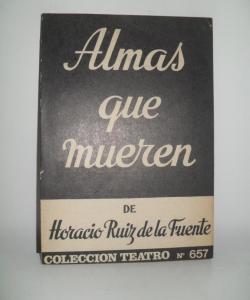 Almas
que
mueren
DE
Horacio Ruiz de la Fuente
COLECCION TEATRO Nº 657